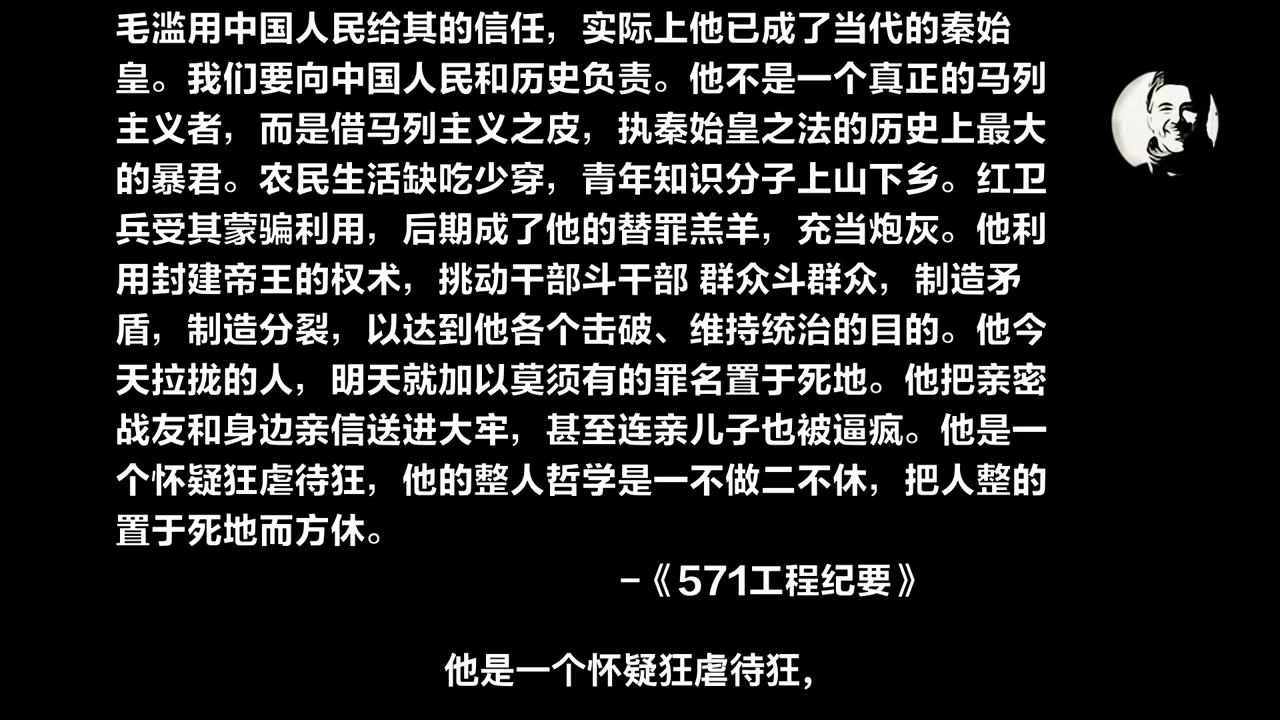 毛滥用中国人民给其的信任，实际上他已成了当代的秦始
皇。我们要向中国人民和历史负责。他不是一个真正的马列
主义者，而是借马列主义之皮，执秦始皇之法的历史上最大
的暴君。农民生活缺吃少穿，青年知识分子上山下乡。红卫
兵受其蒙骗利用，后期成了他的替罪羔羊，充当炮灰。他利
用封建帝王的权术，挑动干部斗干部 群众斗群众，制造矛
盾，制造分裂，以达到他各个击破、维持统治的目的。他今
天拉拢的人，明天就加以莫须有的罪名置于死地。他把亲密
战友和身边亲信送进大牢，甚至连亲儿子也被逼疯。他是一
个怀疑狂虐待狂，他的整人哲学是一不做二不休，把人整的
置于死地而方休。
–《571工程纪要》
他是一个怀疑狂虐待狂，